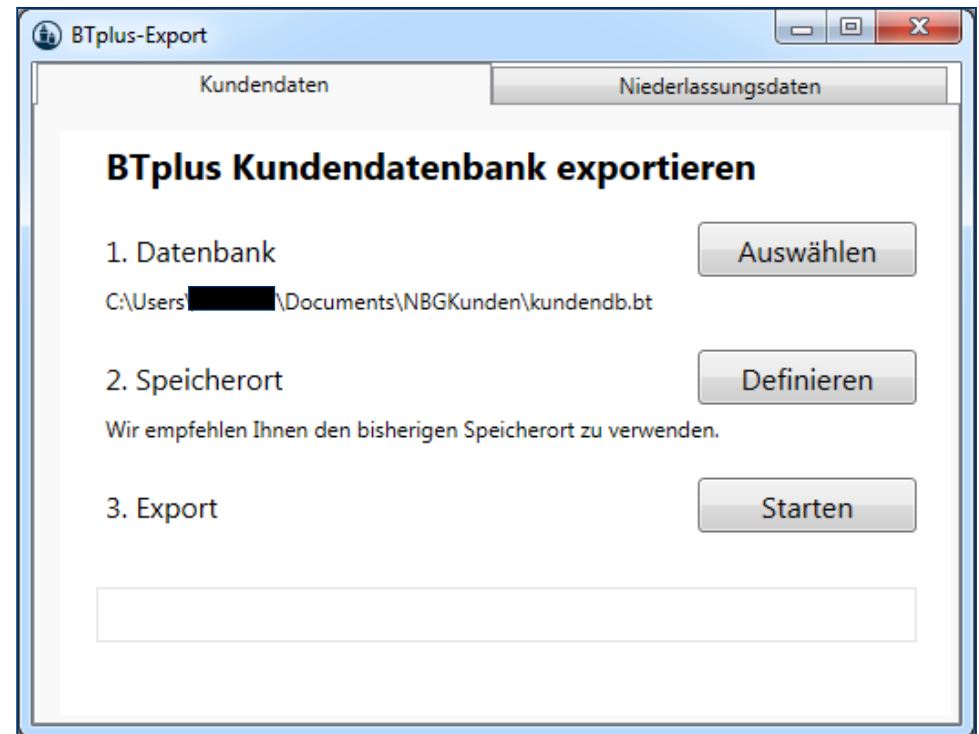 BTplus-Export
Kundendaten
Niederlassungsdaten
BTplus Kundendatenbank exportieren
1. Datenbank
Auswählen
C:\Users\ \Documents\NBGKunden\kundendb.bt
2. Speicherort
Definieren
Wir empfehlen Ihnen den bisherigen Speicherort zu verwenden.
3. Export
Starten